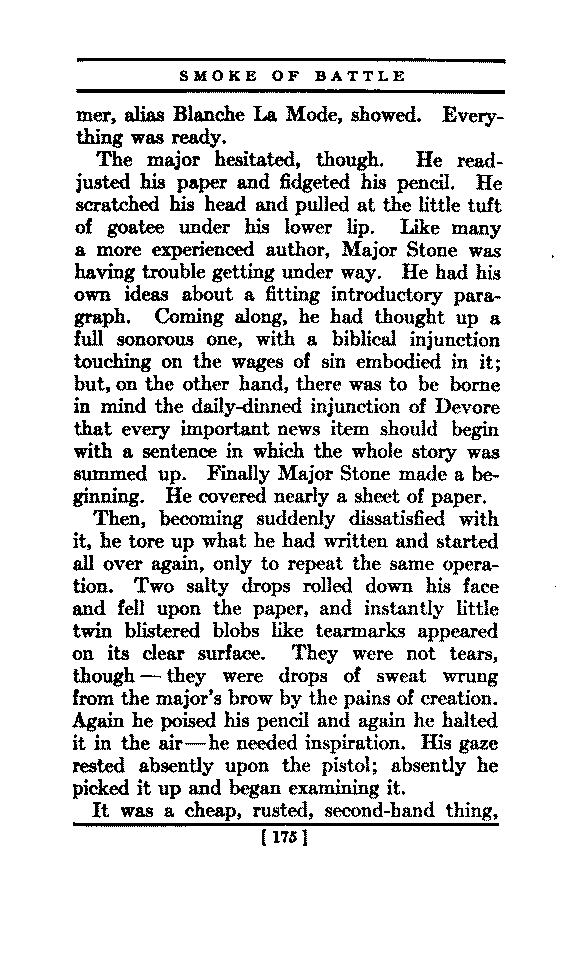 SMOKE OF BATTLE
mer, alias Blanche La Mode, showed. Every-
thing was ready.
The major hesitated, though. He read-
justed his paper and fidgeted his pencil. He
scratched his head and pulled at the little tuft
of goatee under his lower lip. Like many
a more experienced author, Major Stone was
having trouble getting under way. He had his
own ideas about a fitting introductory para-
graph. Coming along, he had thought up a
full sonorous one, with a biblical injunction
touching on the wages of sin embodied in it;
but, on the other hand, there was to be borne
in mind the daily-dinned injunction of Devore
that every important news item should begin
with a sentence in which the whole story was
summed up. Finally Major Stone made a be-
ginning. He covered nearly a sheet of paper.
Then, becoming suddenly dissatisfied with
it, he tore up what he had written and started
all over again, only to repeat the same opera-
tion. Two salty drops rolled down his face
and fell upon the paper, and instantly little
twin blistered blobs like tearmarks appeared
on its clear surface. They were not tears,
though — they were drops of sweat wrung
from the major's brow by the pains of creation.
Again he poised his pencil and again he halted
it in the air—he needed inspiration. His gaze
rested absently upon the pistol; absently he
picked it up and began examining it.
It was a cheap, rusted, second-hand thing,
[ 175 ]